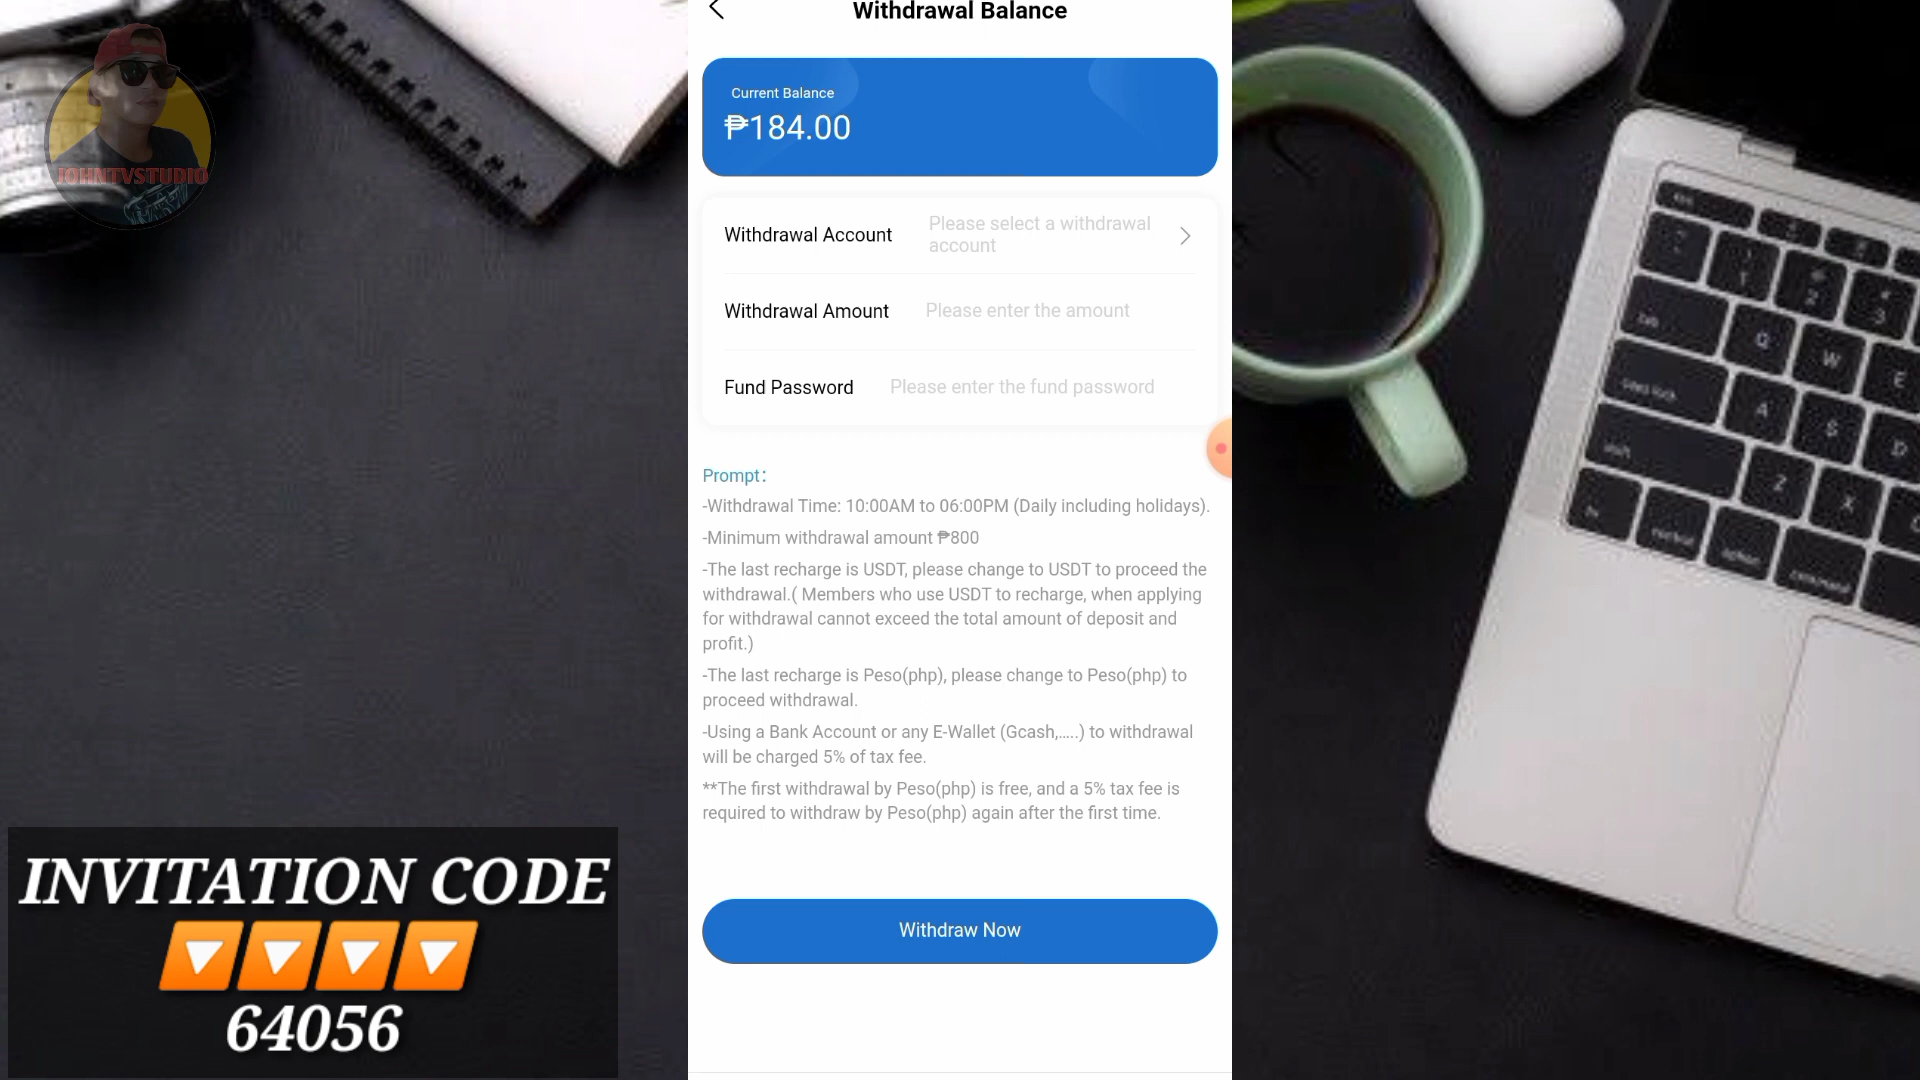 Withdrawal Balance
Current Balance
₱184.00
Withdrawal Account
Please select a withdrawal
account
Withdrawal Amount
Please enter the amount
Fund Password
Please enter the fund password
Prompt:
-Withdrawal Time: 10:00AM to 06:00PM (Daily including holidays).
-Minimum withdrawal amount ₱800
-The last recharge is USDT, please change to USDT to proceed the
withdrawal.( Members who use USDT to recharge, when applying
for withdrawal cannot exceed the total amount of deposit and
profit.)
-The last recharge is Peso(php), please change to Peso(php) to
proceed withdrawal.
-Using a Bank Account or any E-Wallet (Gcash,.....) to withdrawal
will be charged 5% of tax fee.
**The first withdrawal by Peso(php) is free, and a 5% tax fee is
required to withdraw by Peso(php) again after the first time.
Withdraw Now
JOHNTVSTUDIO
INVITATION CODE
64056
Q
W
E
A
S
D
Z
X
command